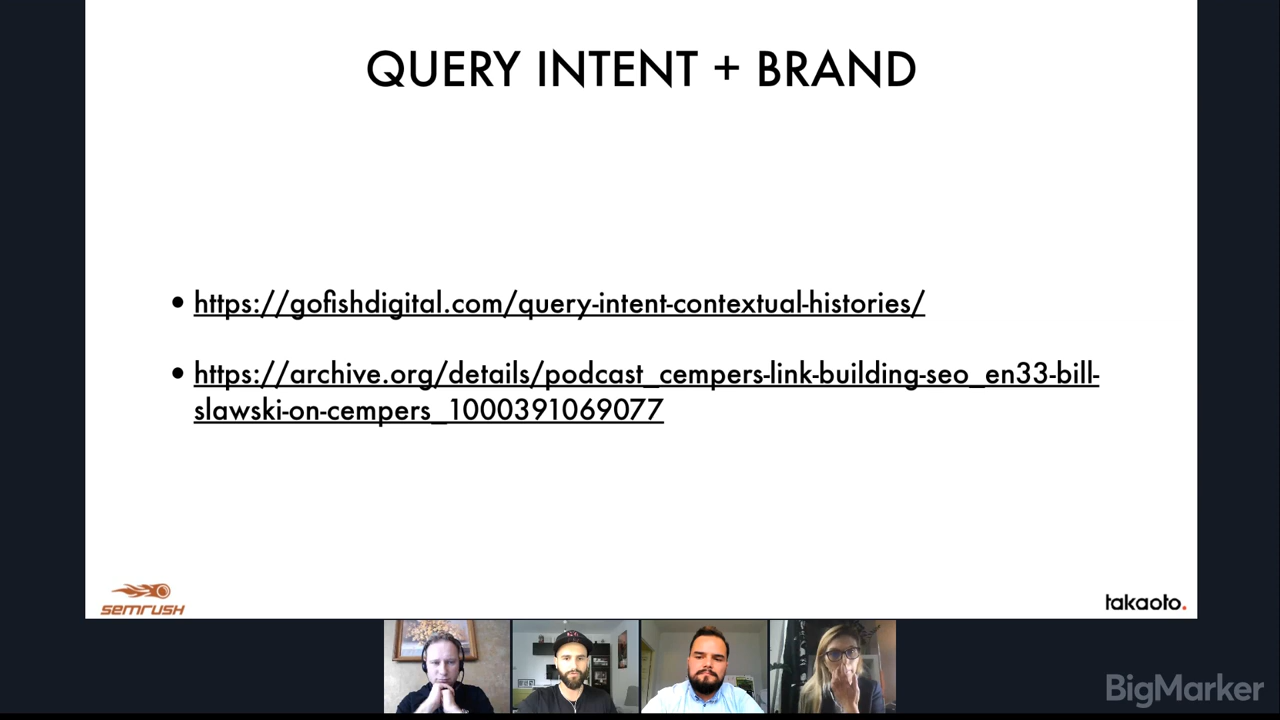 QUERY INTENT + BRAND
• https://gofishdigital.com/query-intent-contextual-histories/
• https://archive.org/details/podcast_cempers-link-building-seo_en33-bill-
slawski-on-cempers_1000391069077
semrush
takaoto.
BigMarker